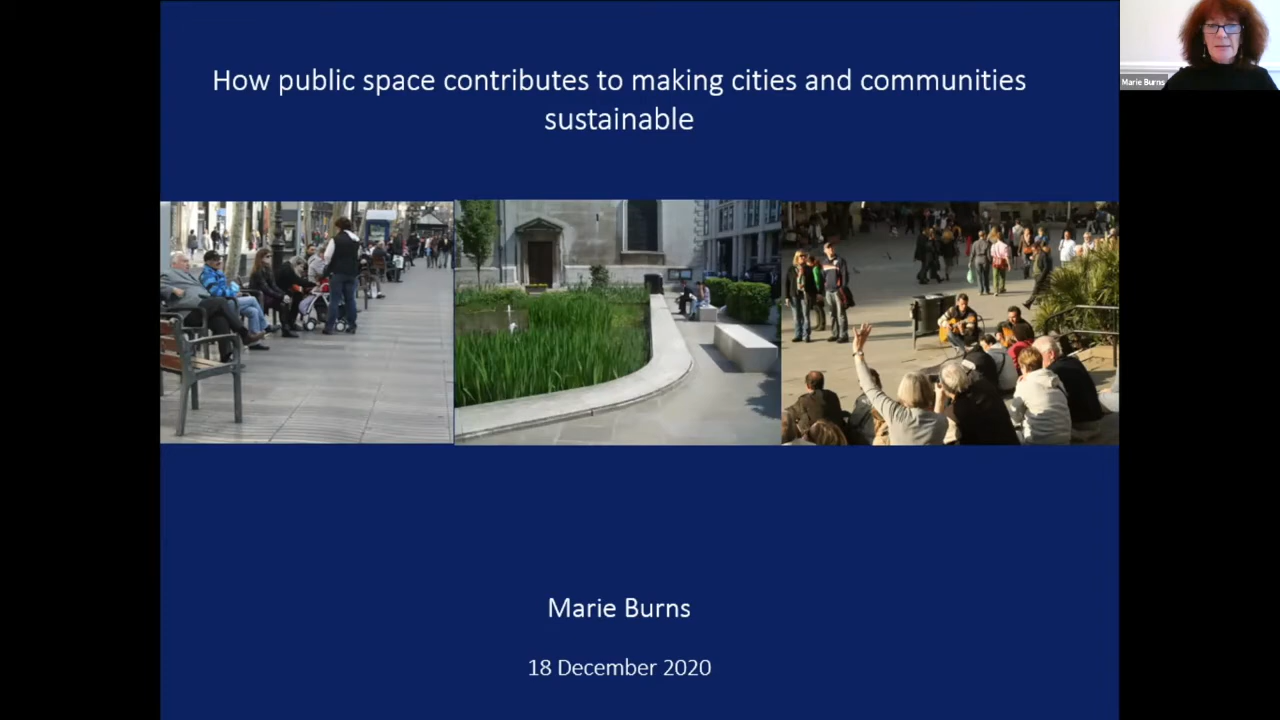 How public space contributes to making cities and communities
sustainable
Marie Burns
18 December 2020
Marie Burns